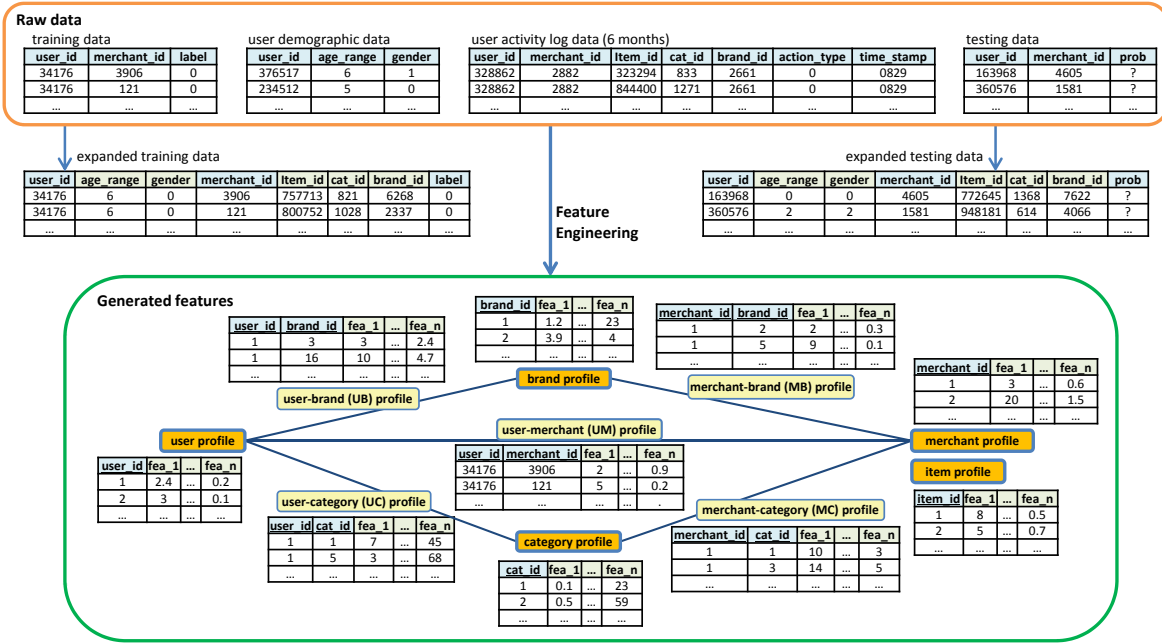 Raw data
training data
user_id merchant_id label
34176 3906 0
34176 121 0
... ... ...
user demographic data
user_id age_range gender
376517 6 1
234512 5 0
... ... ...
user activity log data (6 months)
user_id merchant_id Item_id cat_id brand_id action_type time_stamp
328862 2882 323294 833 2661 0 0829
328862 2882 844400 1271 2661 0 0829
... ... ... ... ... ... ...
testing data
user_id merchant_id prob
163968 4605 ?
360576 1581 ?
... ... ...
expanded training data
user_id age_range gender merchant_id Item_id cat_id brand_id label
34176 6 0 3906 757713 821 6268 0
34176 6 0 121 800752 1028 2337 0
... ... ... ... ... ... ... ...
Feature
Engineering
expanded testing data
user_id age_range gender merchant_id Item_id cat_id brand_id prob
163968 0 0 4605 772645 1368 7622 ?
360576 2 2 1581 948181 614 4066 ?
... ... ... ... ... ... ... ...
Generated features
user_id brand_id fea_1 ... fea_n
1 3 3 ... 2.4
1 16 10 ... 4.7
... ... ... ... ...
brand_id fea_1 ... fea_n
1 1.2 ... 23
2 3.9 ... 4
... ... ... ...
merchant_id brand_id fea_1 ... fea_n
1 2 2 ... 0.3
1 5 9 ... 0.1
... ... ... ...
merchant_id fea_1 ... fea_n
1 3 ... 0.6
2 20 ... 1.5
... ... ...
brand profile
user-brand (UB) profile
merchant-brand (MB) profile
user-merchant (UM) profile
user profile
merchant profile
user_id merchant_id fea_1 ... fea_n
34176 3906 2 ... 0.9
34176 121 5 ... 0.2
... ... ... .
item profile
user_id fea_1 ... fea_n
1 2.4 ... 0.2
2 3 ... 0.1
... ... ... ...
user-category (UC) profile
merchant-category (MC) profile
item_id fea_1 ... fea_n
1 8 ... 0.5
2 5 ... 0.7
... ... ...
user_id cat_id fea_1 ... fea_n
1 1 7 ... 45
1 5 3 ... 68
... ... ... ...
category profile
merchant_id cat_id fea_1 ... fea_n
1 1 10 ... 3
1 3 14 ... 5
... ... ... ...
cat_id fea_1 ... fea_n
1 0.1 ... 23
2 0.5 ... 59
... ... ... ...